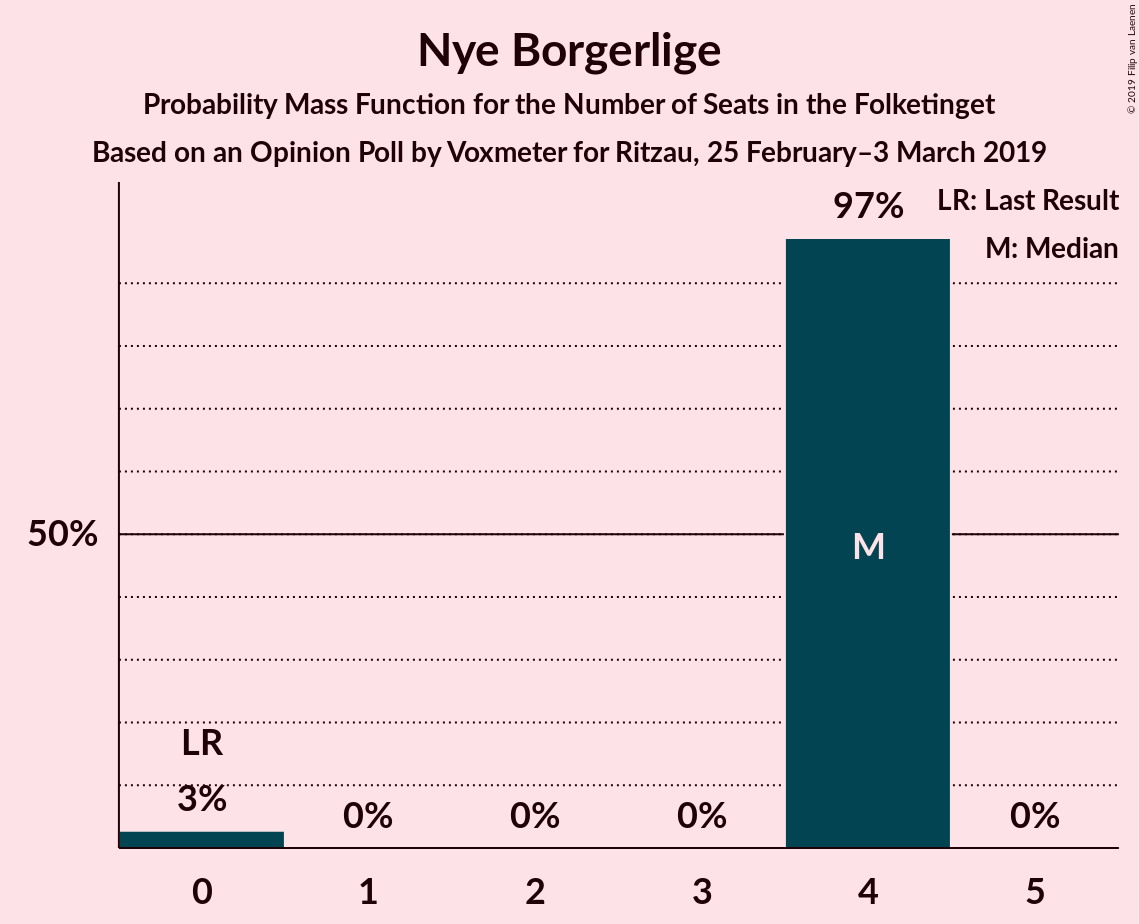 Nye Borgerlige
Probability Mass Function for the Number of Seats in the Folketinget
Based on an Opinion Poll by Voxmeter for Ritzau, 25 February–3 March 2019
© 2019 Filip van Laenen
97%
LR: Last Result
M: Median
50%
M
LR
3%
0%
0%
0%
0%
0
1
2
3
4
5